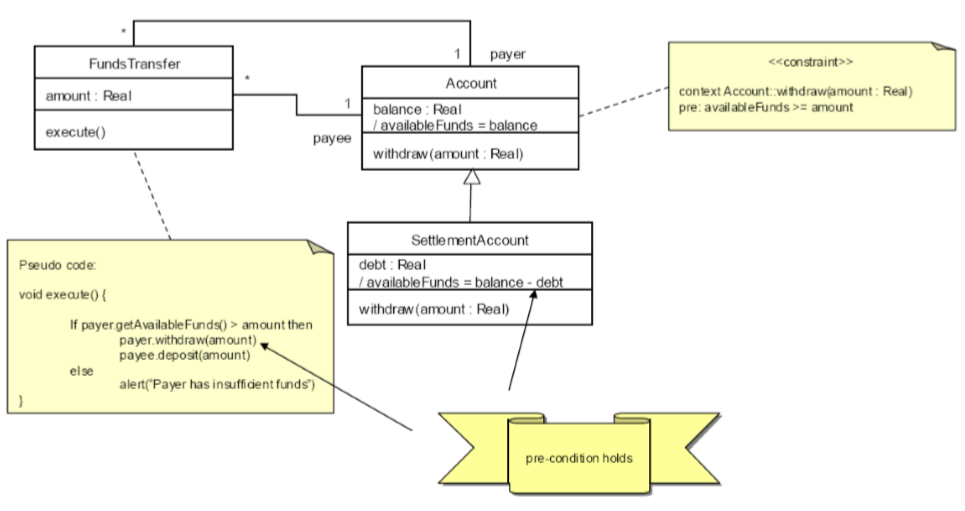 *
1 payer
FundsTransfer
amount : Real
execute()
*
1
payee
Account
balance : Real
/ availableFunds = balance
withdraw(amount : Real)
<<constraint>>
context Account::withdraw(amount : Real)
pre: availableFunds >= amount
SettlementAccount
debt : Real
/ availableFunds = balance - debt
withdraw(amount : Real)
Pseudo code:
void execute() {
If payer.getAvailableFunds() > amount then
payer.withdraw(amount)
payee.deposit(amount)
else
alert("Payer has insufficient funds")
}
pre-condition holds